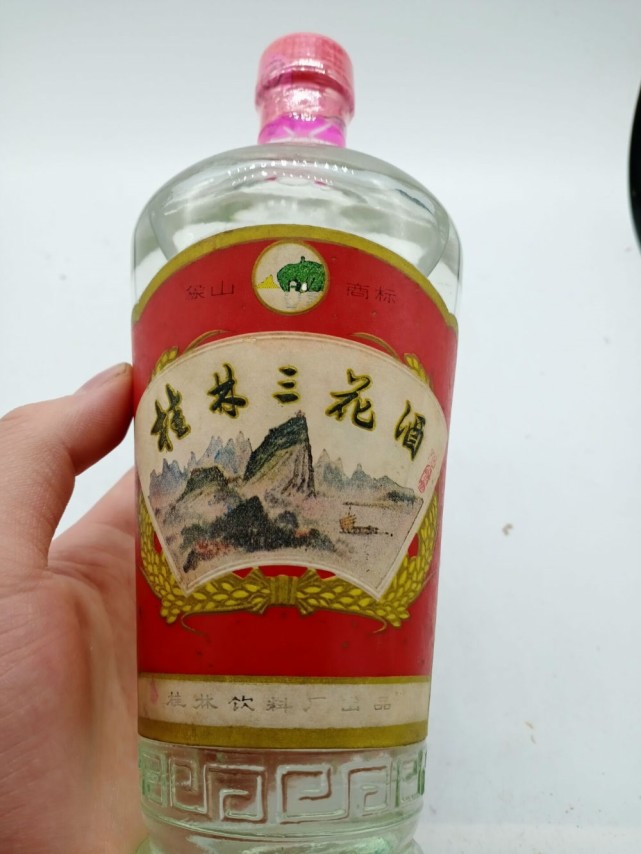 象山 商标
桂林三花酒
桂林饮料厂出品